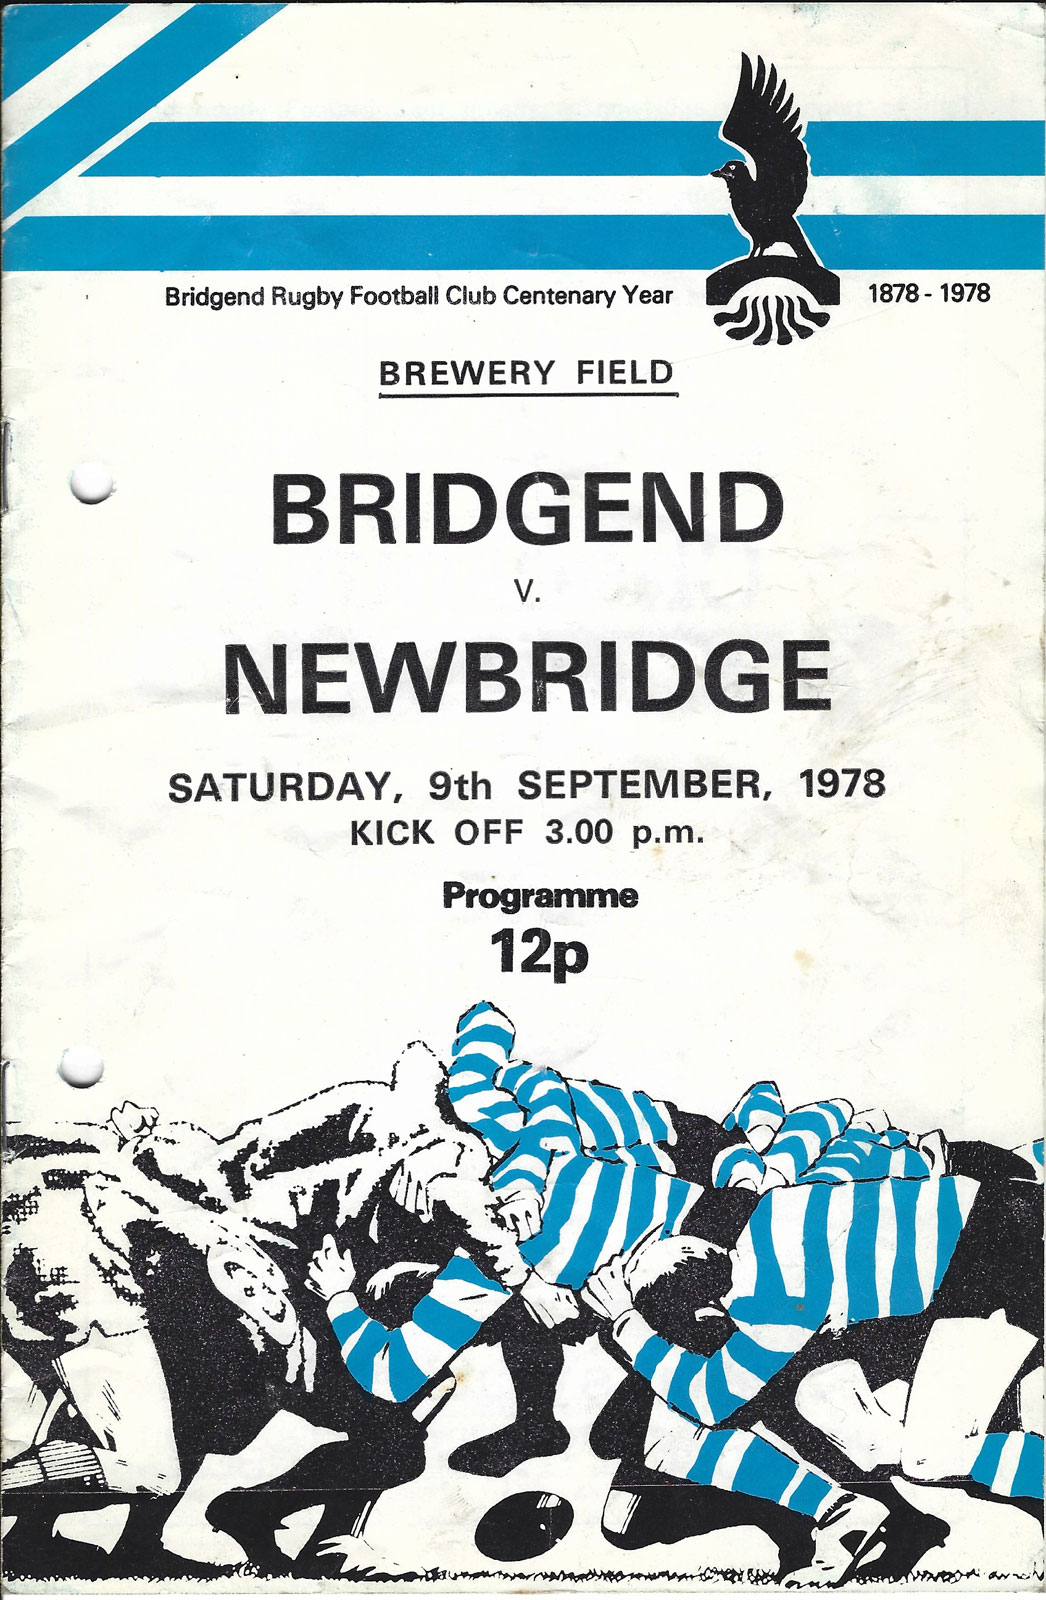 Bridgend Rugby Football Club Centenary Year 1878 - 1978
BREWERY FIELD
BRIDGEND
V.
NEWBRIDGE
SATURDAY, 9th SEPTEMBER, 1978
KICK OFF 3.00 p.m.
Programme
12p